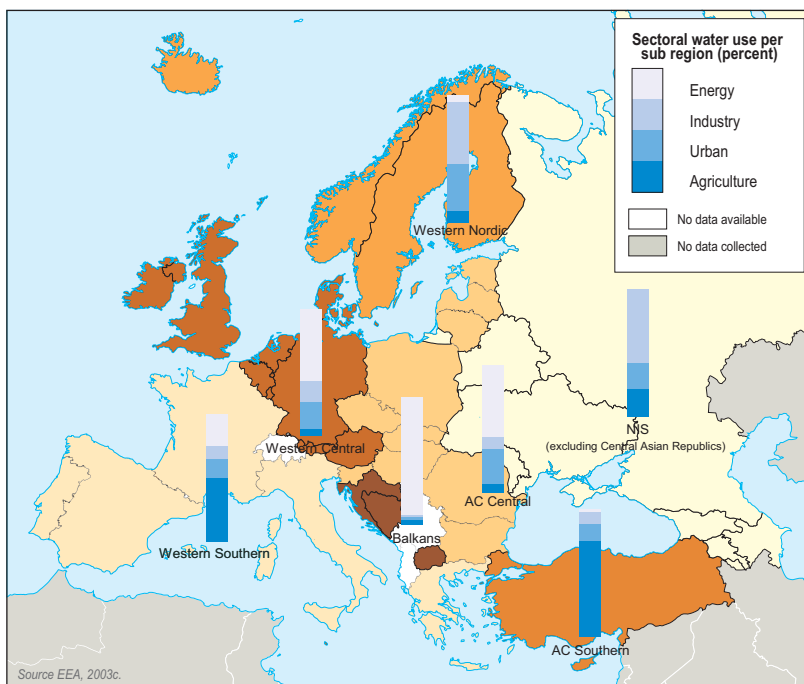 Sectoral water use per
sub region (percent)
Energy
Industry
Urban
Agriculture
No data available
No data collected
Western Nordic
NIS
(excluding Central Asian Republics)
Western Central
AC Central
Balkans
Western Southern
AC Southern
Source EEA, 2003c.